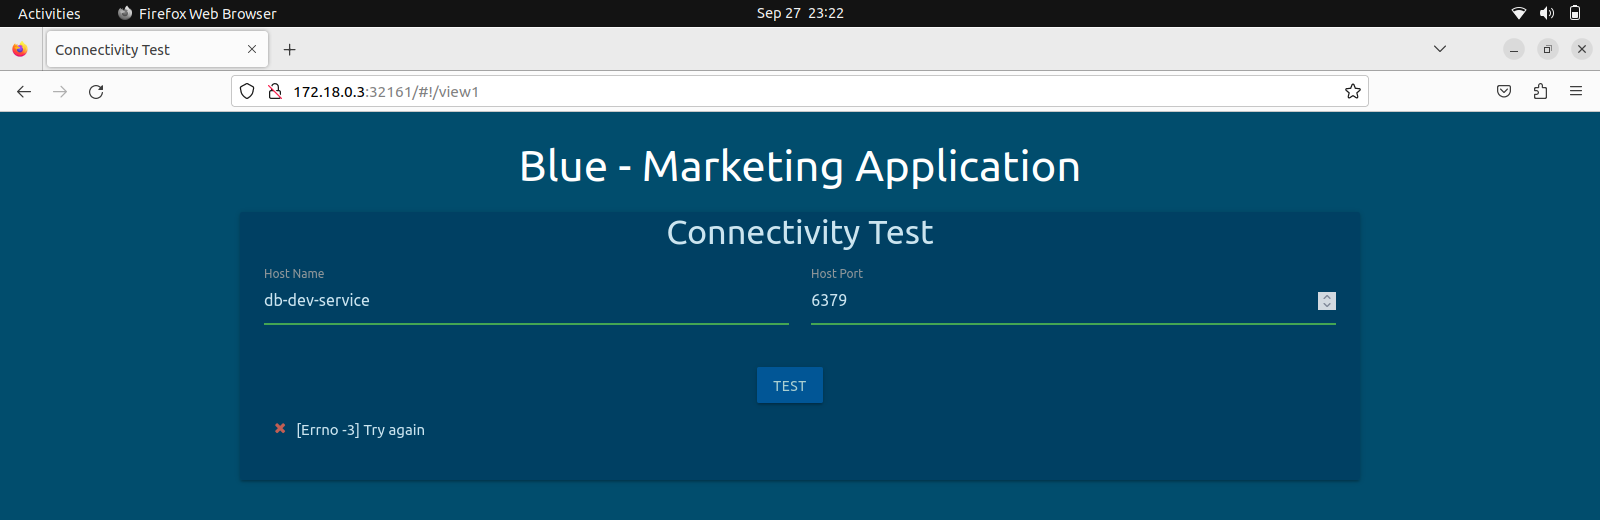 Activities Firefox Web Browser Sep 27 23:22
Connectivity Test
172.18.0.3:32161/#!/view1
Blue - Marketing Application
Connectivity Test
Host Name Host Port
db-dev-service 6379
TEST
[Errno -3] Try again